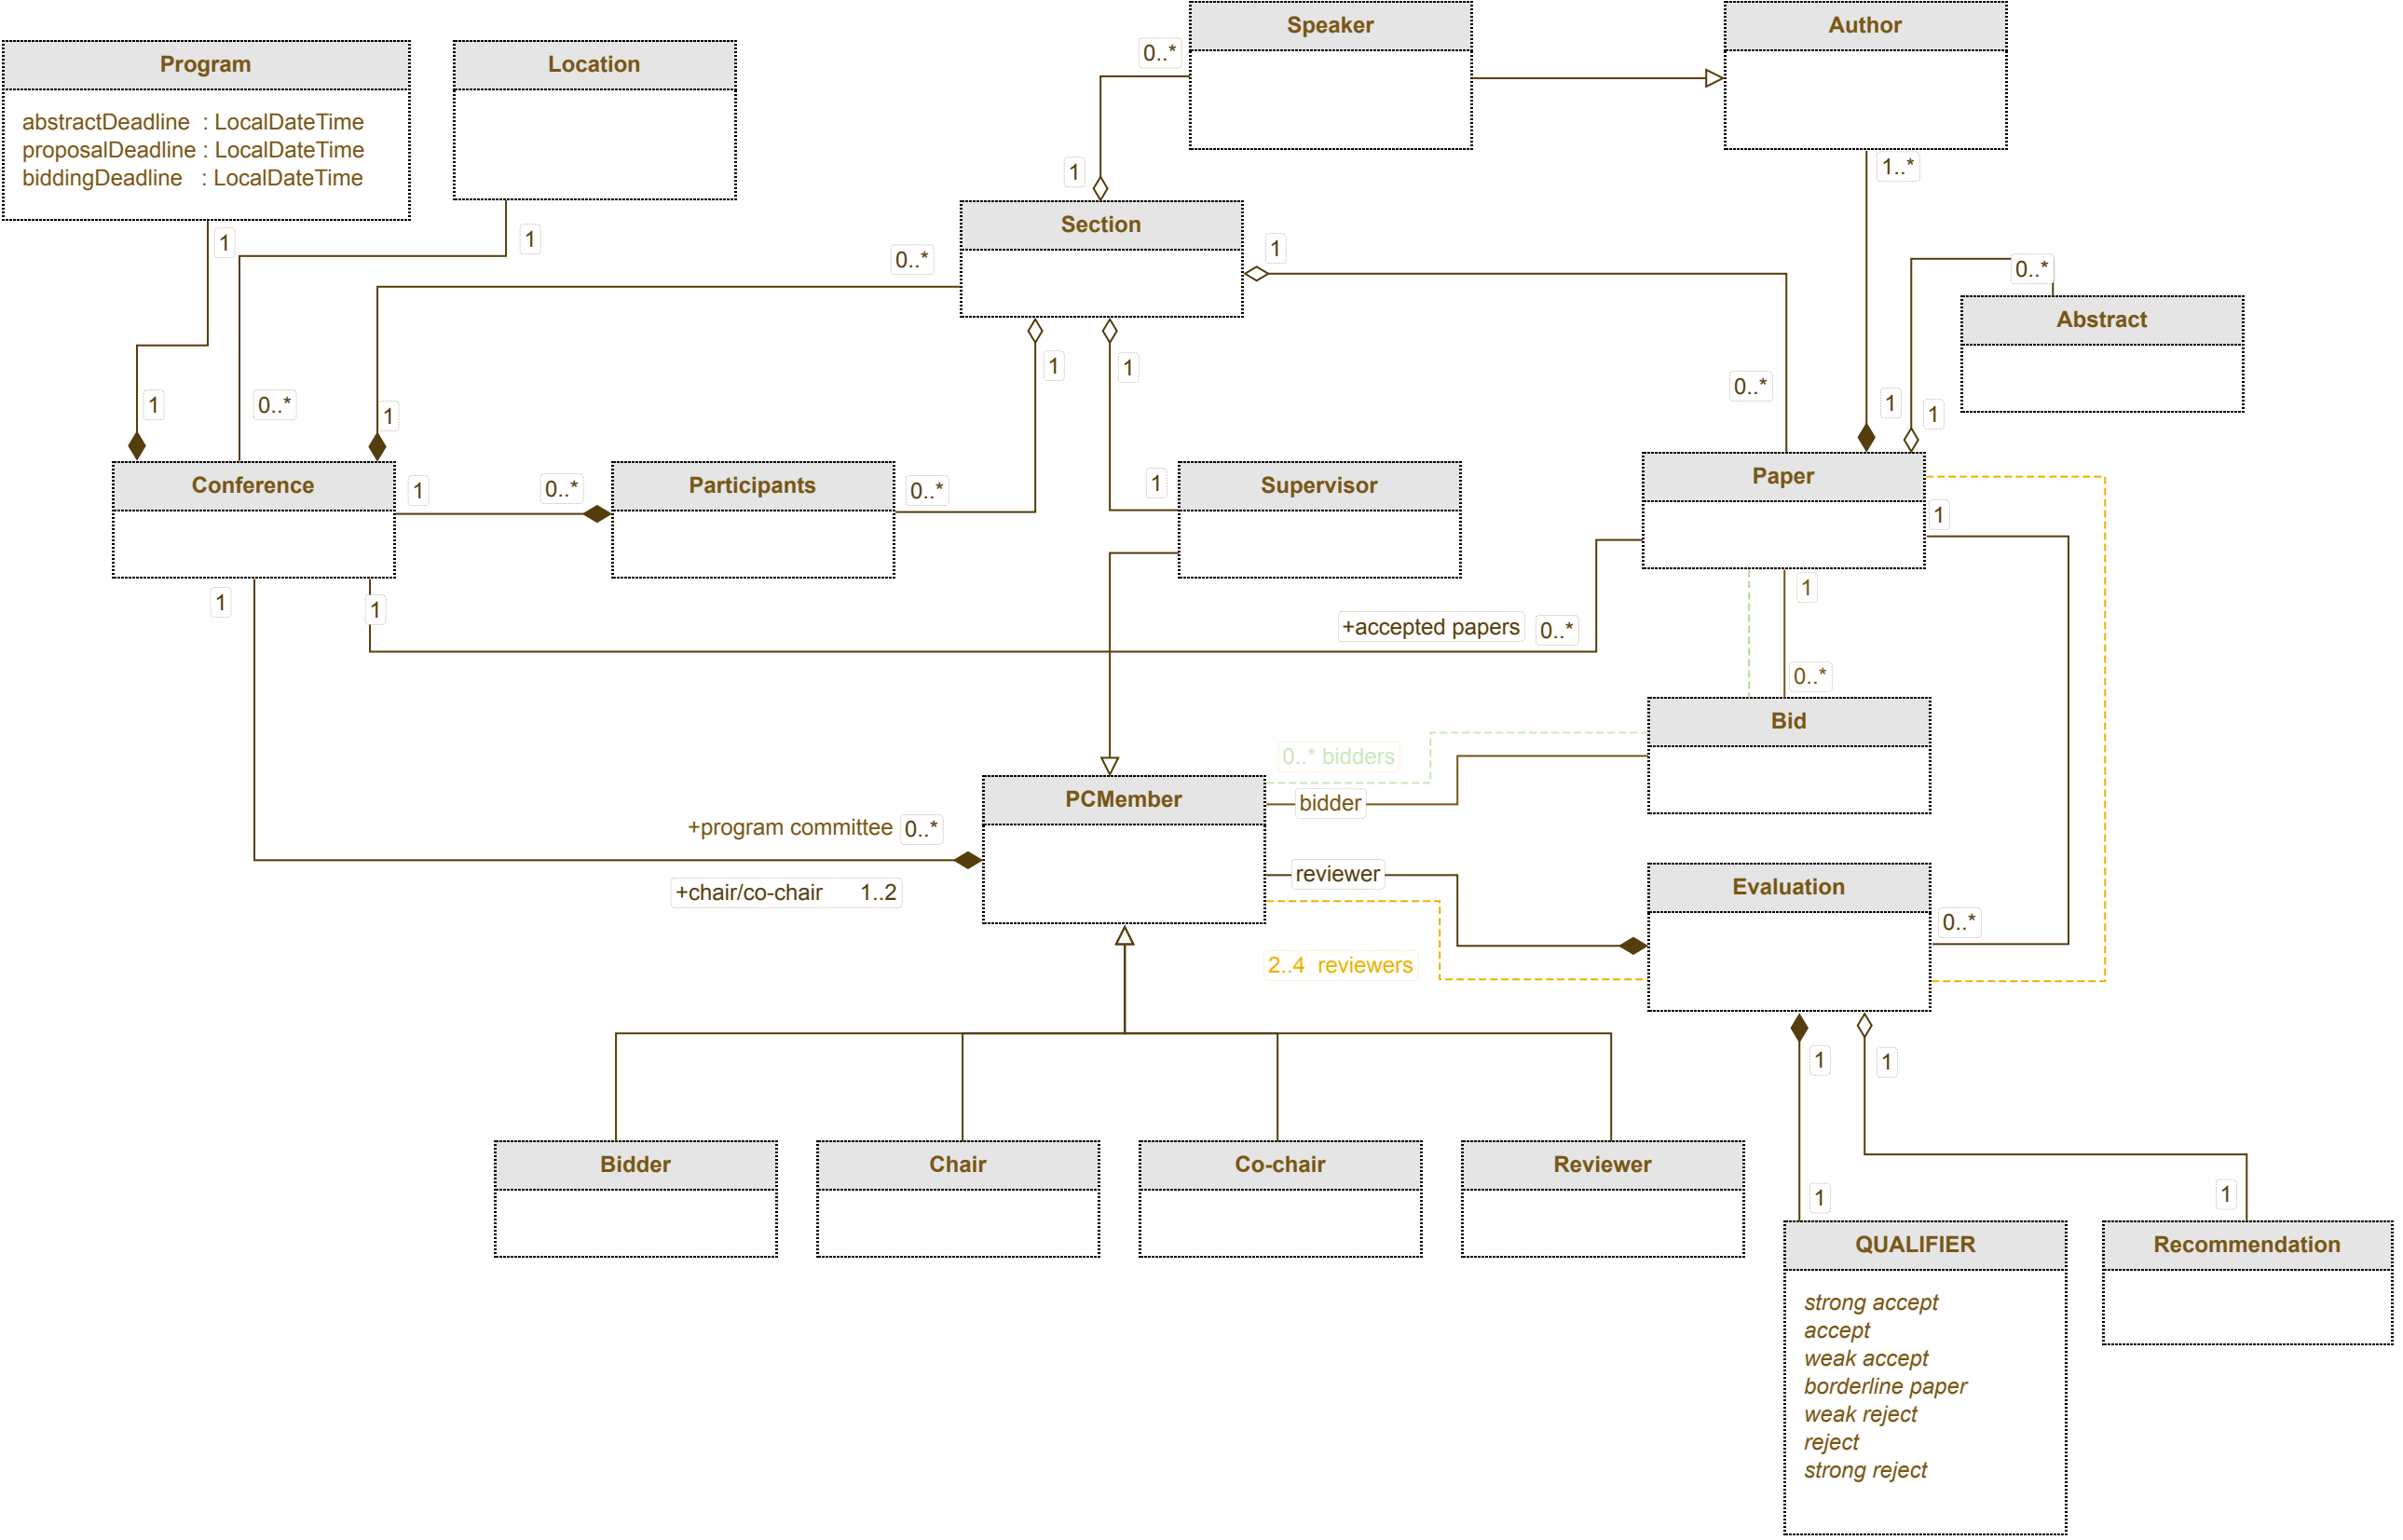 Speaker
Author
Program
Location
0..*
abstractDeadline : LocalDateTime
proposalDeadline : LocalDateTime
biddingDeadline : LocalDateTime
1
1..*
Section
1
1
0..*
1
0..*
Abstract
1
1
0..*
1
0..*
1
1
1
Conference
1
0..*
Participants
0..*
1
Supervisor
Paper
1
1
1
+accepted papers
0..*
1
0..*
Bid
0..* bidders
PCMember
bidder
+program committee
0..*
reviewer
Evaluation
+chair/co-chair 1..2
0..*
2..4 reviewers
1
1
Bidder
Chair
Co-chair
Reviewer
1
1
QUALIFIER
Recommendation
strong accept
accept
weak accept
borderline paper
weak reject
reject
strong reject